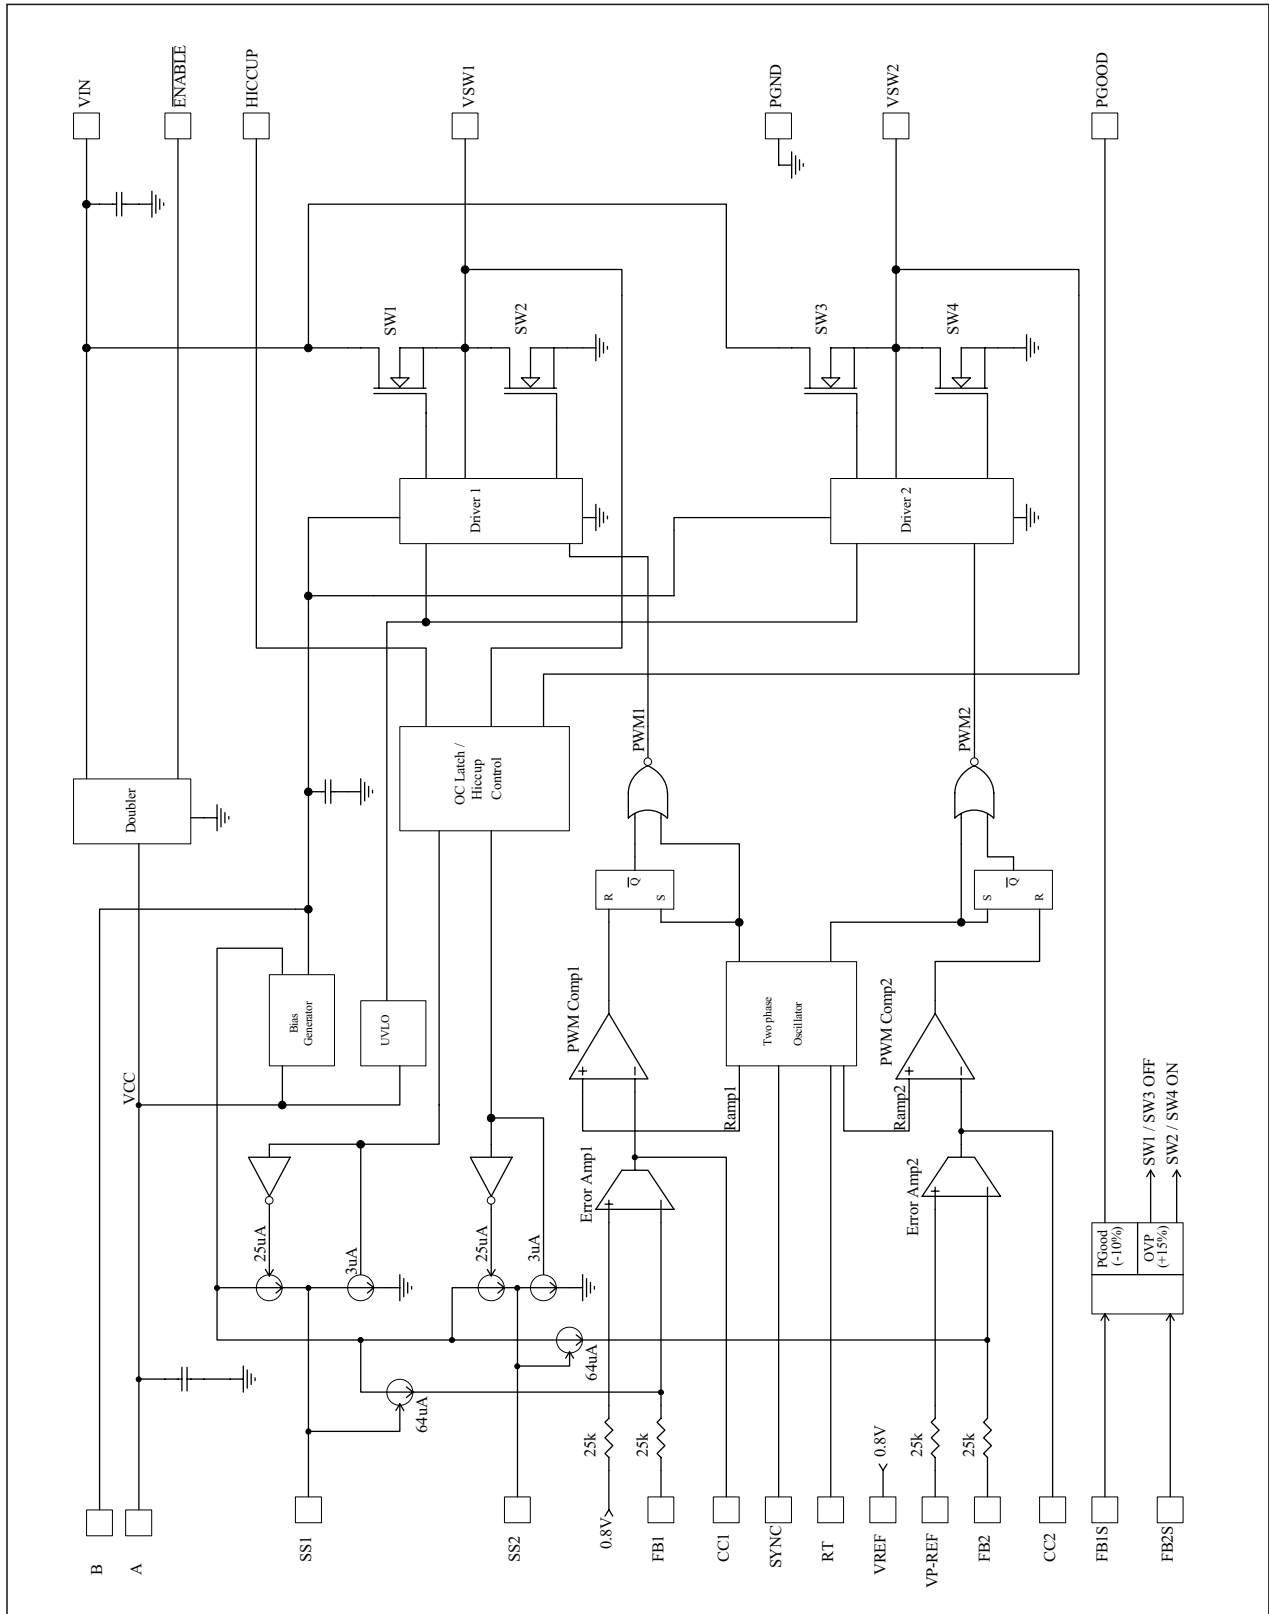 VIN
ENABLE
HICCUP
VSW1
PGND
VSW2
PGOOD
SW1
SW2
SW3
SW4
Driver 1
Driver 2
Doubler
OC Latch /
Hiccup
Control
PWM1
PWM2
R
Q
S
S
Q
R
Bias
Generator
UVLO
VCC
PWM Comp1
+
−
Two phase
Oscillator
PWM Comp2
+
−
Ramp1
Ramp2
25uA
3uA
25uA
3uA
Error Amp1
+
−
Error Amp2
+
−
SW1 / SW3 OFF
SW2 / SW4 ON
PGood
(-10%)
OVP
(+15%)
64uA
64uA
25k
25k
0.8V
25k
25k
B
A
SS1
SS2
0.8V
FB1
CC1
SYNC
RT
VREF
VP-REF
FB2
CC2
FB1S
FB2S